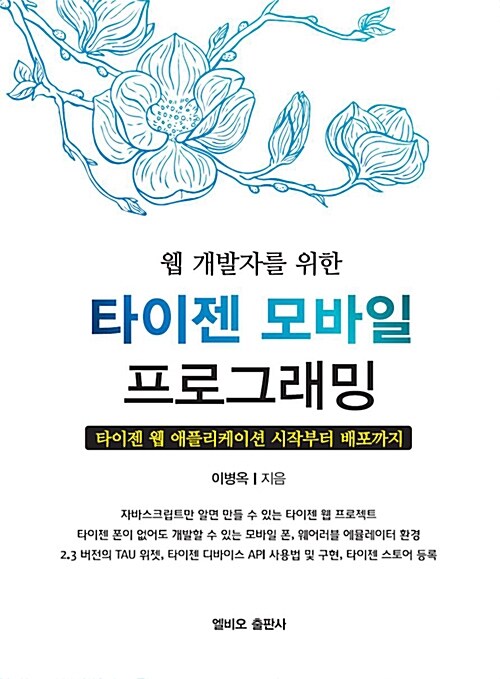 웹 개발자를 위한
타이젠 모바일
프로그래밍
타이젠 웹 애플리케이션 시작부터 배포까지
이병옥 | 지음
자바스크립트만 알면 만들 수 있는 타이젠 웹 프로젝트
타이젠 폰이 없어도 개발할 수 있는 모바일 폰, 웨어러블 에뮬레이터 환경
2.3 버전의 TAU 위젯, 타이젠 디바이스 API 사용법 및 구현, 타이젠 스토어 등록
엘비오 출판사